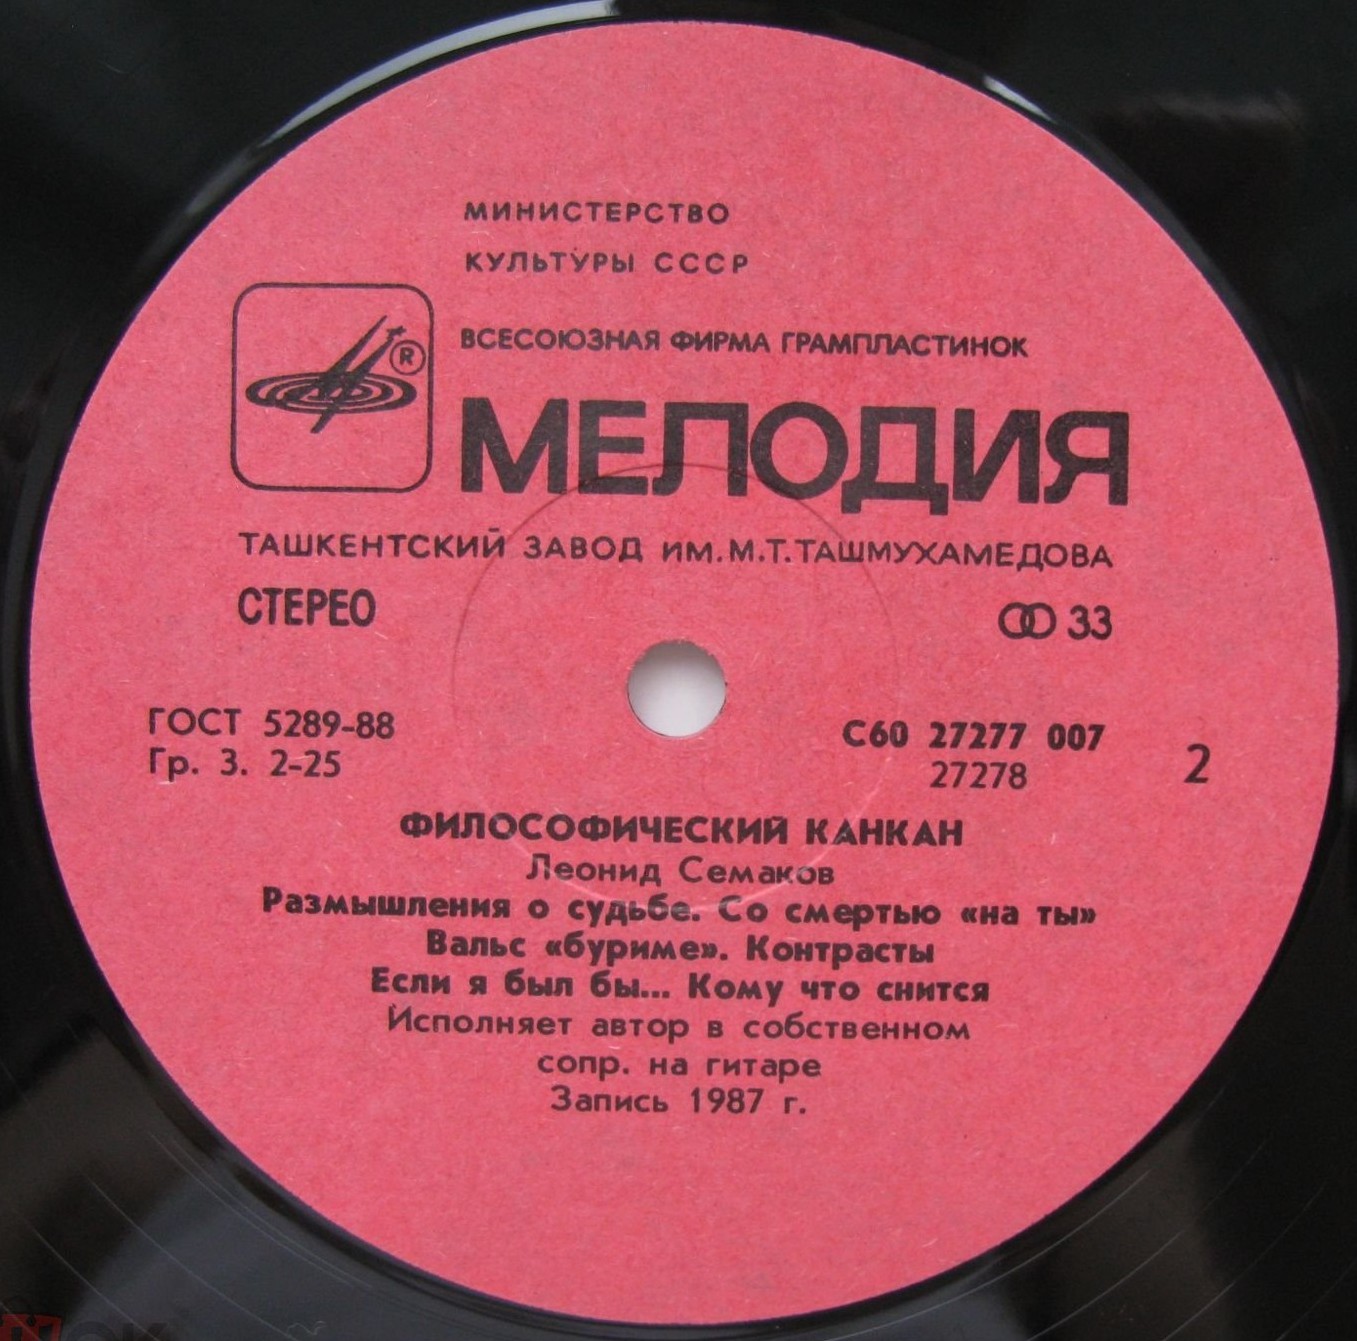 МИНИСТЕРСТВО
КУЛЬТУРЫ СССР
ВСЕСОЮЗНАЯ ФИРМА ГРАМПЛАСТИНОК
®
МЕЛОДИЯ
ТАШКЕНТСКИЙ ЗАВОД ИМ.М.Т.ТАШМУХАМЕДОВА
СТЕРЕО
33
ГОСТ 5289-88
Гр. 3. 2-25
С60 27277 007
27278
2
ФИЛОСОФИЧЕСКИЙ КАНКАН
Леонид Семаков
Размышления о судьбе. Со смертью «на ты»
Вальс «буриме». Контрасты
Если я был бы... Кому что снится
Исполняет автор в собственном
сопр. на гитаре
Запись 1987 г.